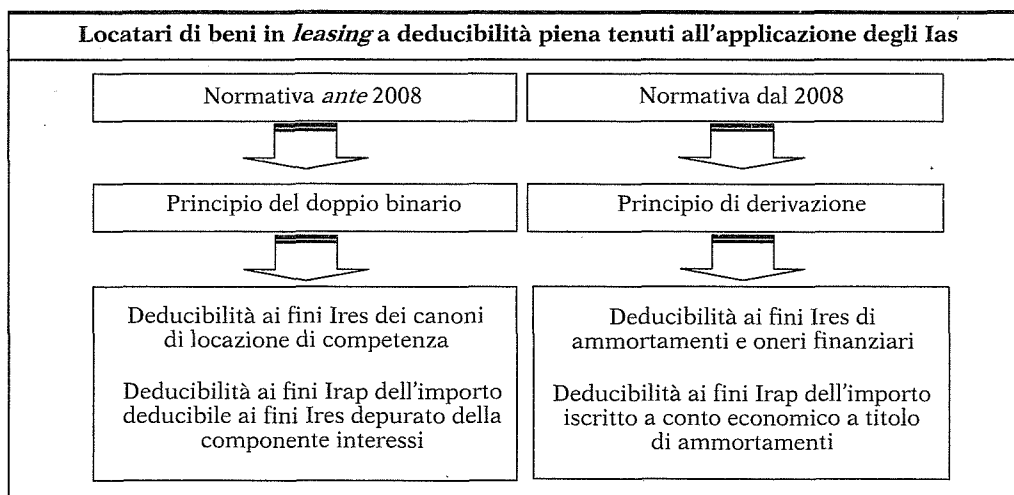 Locatari di beni in leasing a deducibilità piena tenuti all'applicazione degli Ias
Normativa ante 2008
Normativa dal 2008
Principio del doppio binario
Principio di derivazione
Deducibilità ai fini Ires dei canoni
di locazione di competenza
Deducibilità ai fini Irap dell'importo
deducibile ai fini Ires depurato della
componente interessi
Deducibilità ai fini Ires di
ammortamenti e oneri finanziari
Deducibilità ai fini Irap dell'importo
iscritto a conto economico a titolo
di ammortamenti